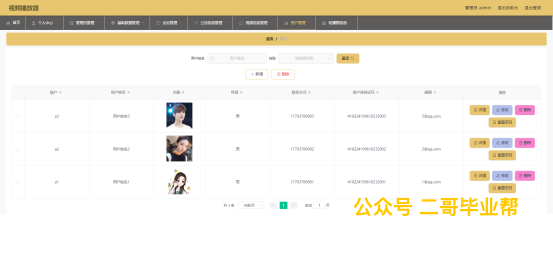 视频播放器
管理员 admin 退出到前台 退出登录
首页 个人中心 管理员管理 基础数据管理 论坛管理 公告信息管理 视频信息管理 用户管理 轮播图信息
首页 / 用户
用户姓名 用户姓名 性别 查询
+ 新增 删除
账户 用户姓名 头像 性别 联系方式 用户身份证号 邮箱 操作
a3 用户姓名3 男 17703786903 3@qq.com 详情 修改 删除
重置密码
a2 用户姓名2 男 17703786902 2@qq.com 详情 修改 删除
重置密码
a1 用户姓名1 男 17703786901 1@qq.com 详情 修改 删除
重置密码
共 3 条 10条/页 1 前往 1 页
公众号 二哥毕业帮